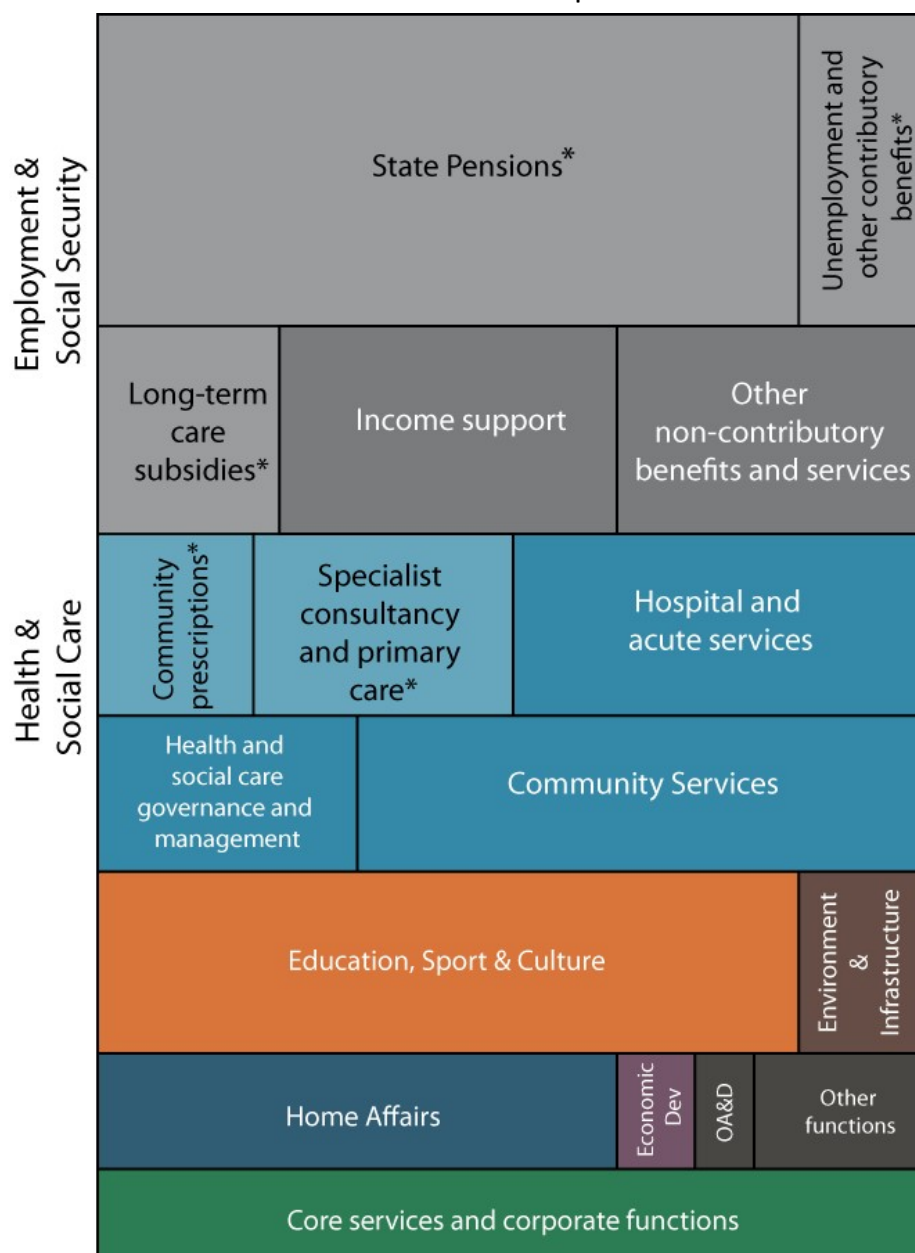 Employment &
Social Security
State Pensions*
Unemployment and
other contributory
benefits*
Long-term
care
subsidies*
Income support
Other
non-contributory
benefits and services
Health &
Social Care
Community
prescriptions*
Specialist
consultancy
and primary
care*
Hospital and
acute services
Health and
social care
governance and
management
Community Services
Education, Sport & Culture
Environment
&
Infrastructure
Home Affairs
Economic
Dev
OA&D
Other
functions
Core services and corporate functions